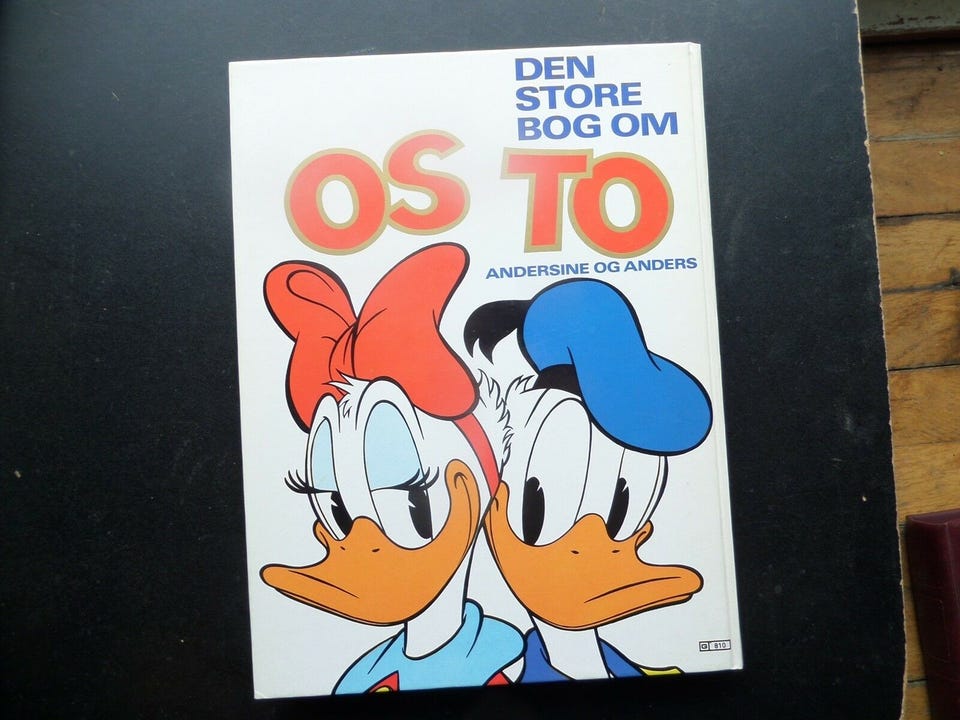 DEN
STORE
BOG OM
OS TO
ANDERSINE OG ANDERS
G 810